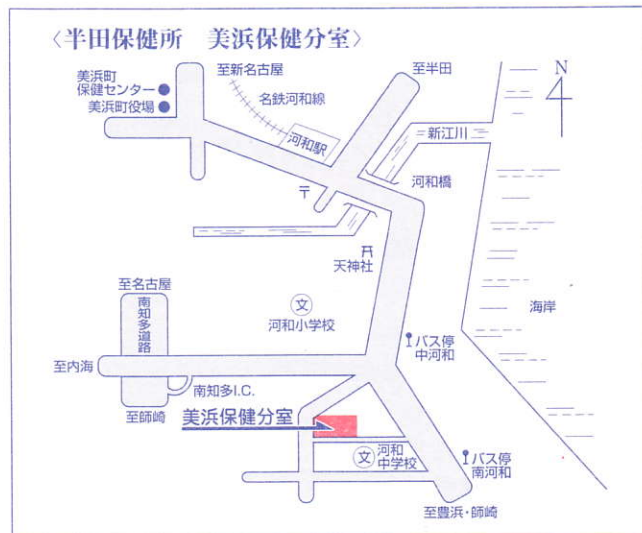 〈半田保健所　美浜保健分室〉
美浜町
保健センター
美浜町役場
至新名古屋
名鉄河和線
河和駅
至半田
N
新江川
河和橋
〒
天神社
海岸
至名古屋
南知多道路
文
河和小学校
バス停
中河和
至内海
南知多I.C.
至師崎
美浜保健分室
文
河和
中学校
バス停
南河和
至豊浜・師崎